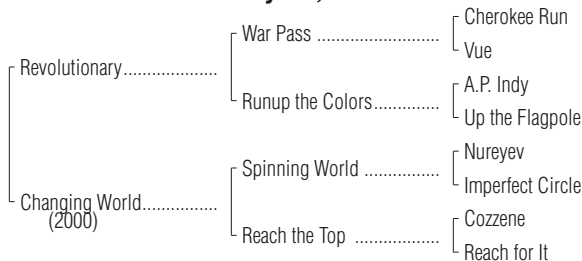 Cherokee Run
War Pass ........................
Vue
Revolutionary...................
A.P. Indy
Runup the Colors.............
Up the Flagpole
Nureyev
Spinning World ...............
Imperfect Circle
Changing World...............
(2000)
Cozzene
Reach the Top .................
Reach for It